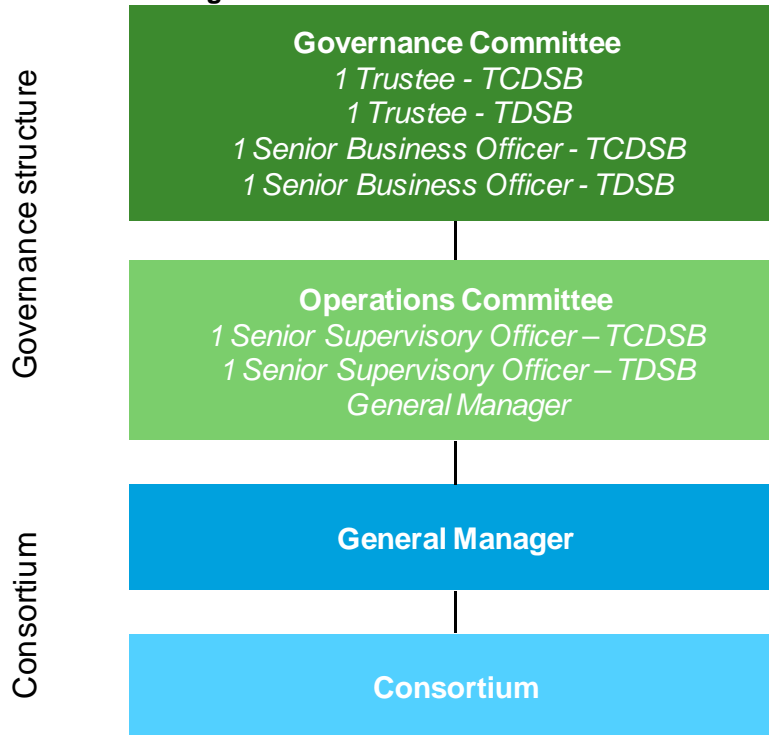 Governance Committee
1 Trustee - TCDSB
1 Trustee - TDSB
1 Senior Business Officer - TCDSB
1 Senior Business Officer - TDSB
Governance structure
Operations Committee
1 Senior Supervisory Officer – TCDSB
1 Senior Supervisory Officer – TDSB
General Manager
General Manager
Consortium
Consortium